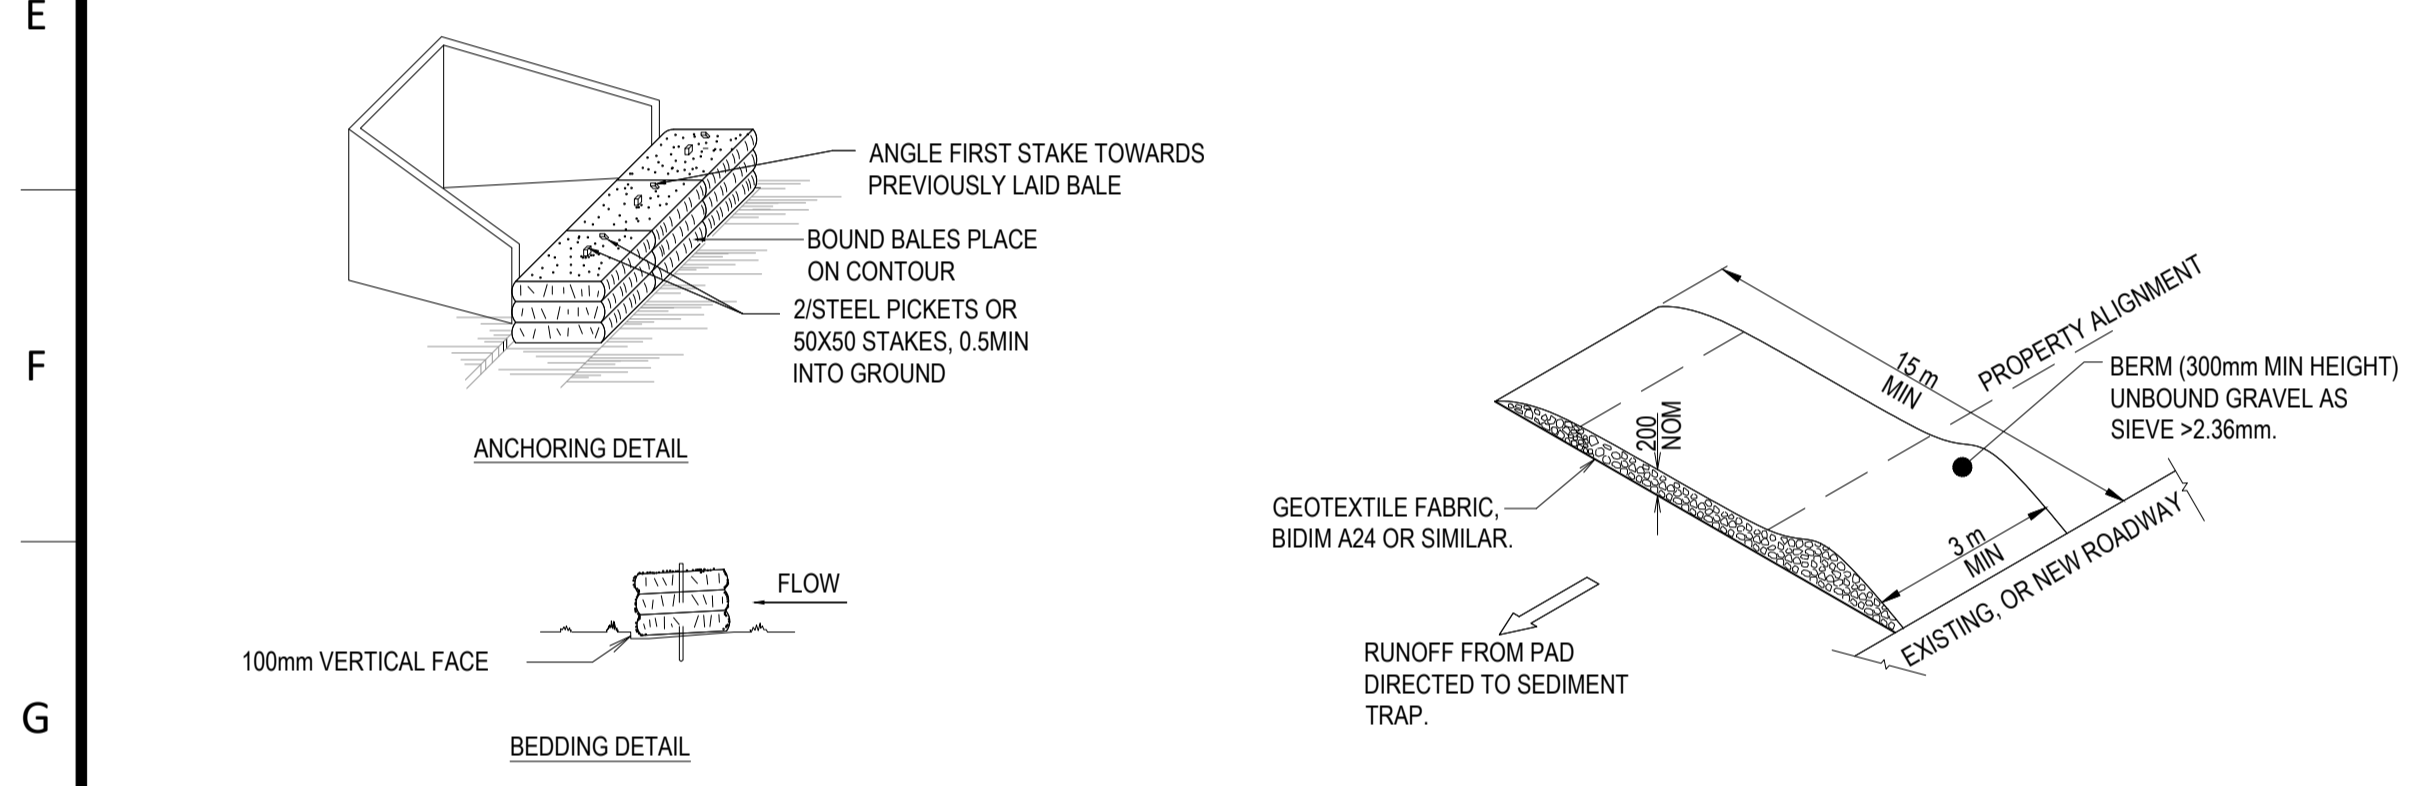 E
F
G
ANGLE FIRST STAKE TOWARDS
PREVIOUSLY LAID BALE
BOUND BALES PLACE
ON CONTOUR
2/STEEL PICKETS OR
50X50 STAKES, 0.5MIN
INTO GROUND
ANCHORING DETAIL
FLOW
100mm VERTICAL FACE
BEDDING DETAIL
15 m
MIN
PROPERTY ALIGNMENT
BERM (300mm MIN HEIGHT)
UNBOUND GRAVEL AS
SIEVE >2.36mm.
200
NOM
GEOTEXTILE FABRIC,
BIDIM A24 OR SIMILAR.
3 m
MIN
EXISTING, OR NEW ROADWAY
RUNOFF FROM PAD
DIRECTED TO SEDIMENT
TRAP.